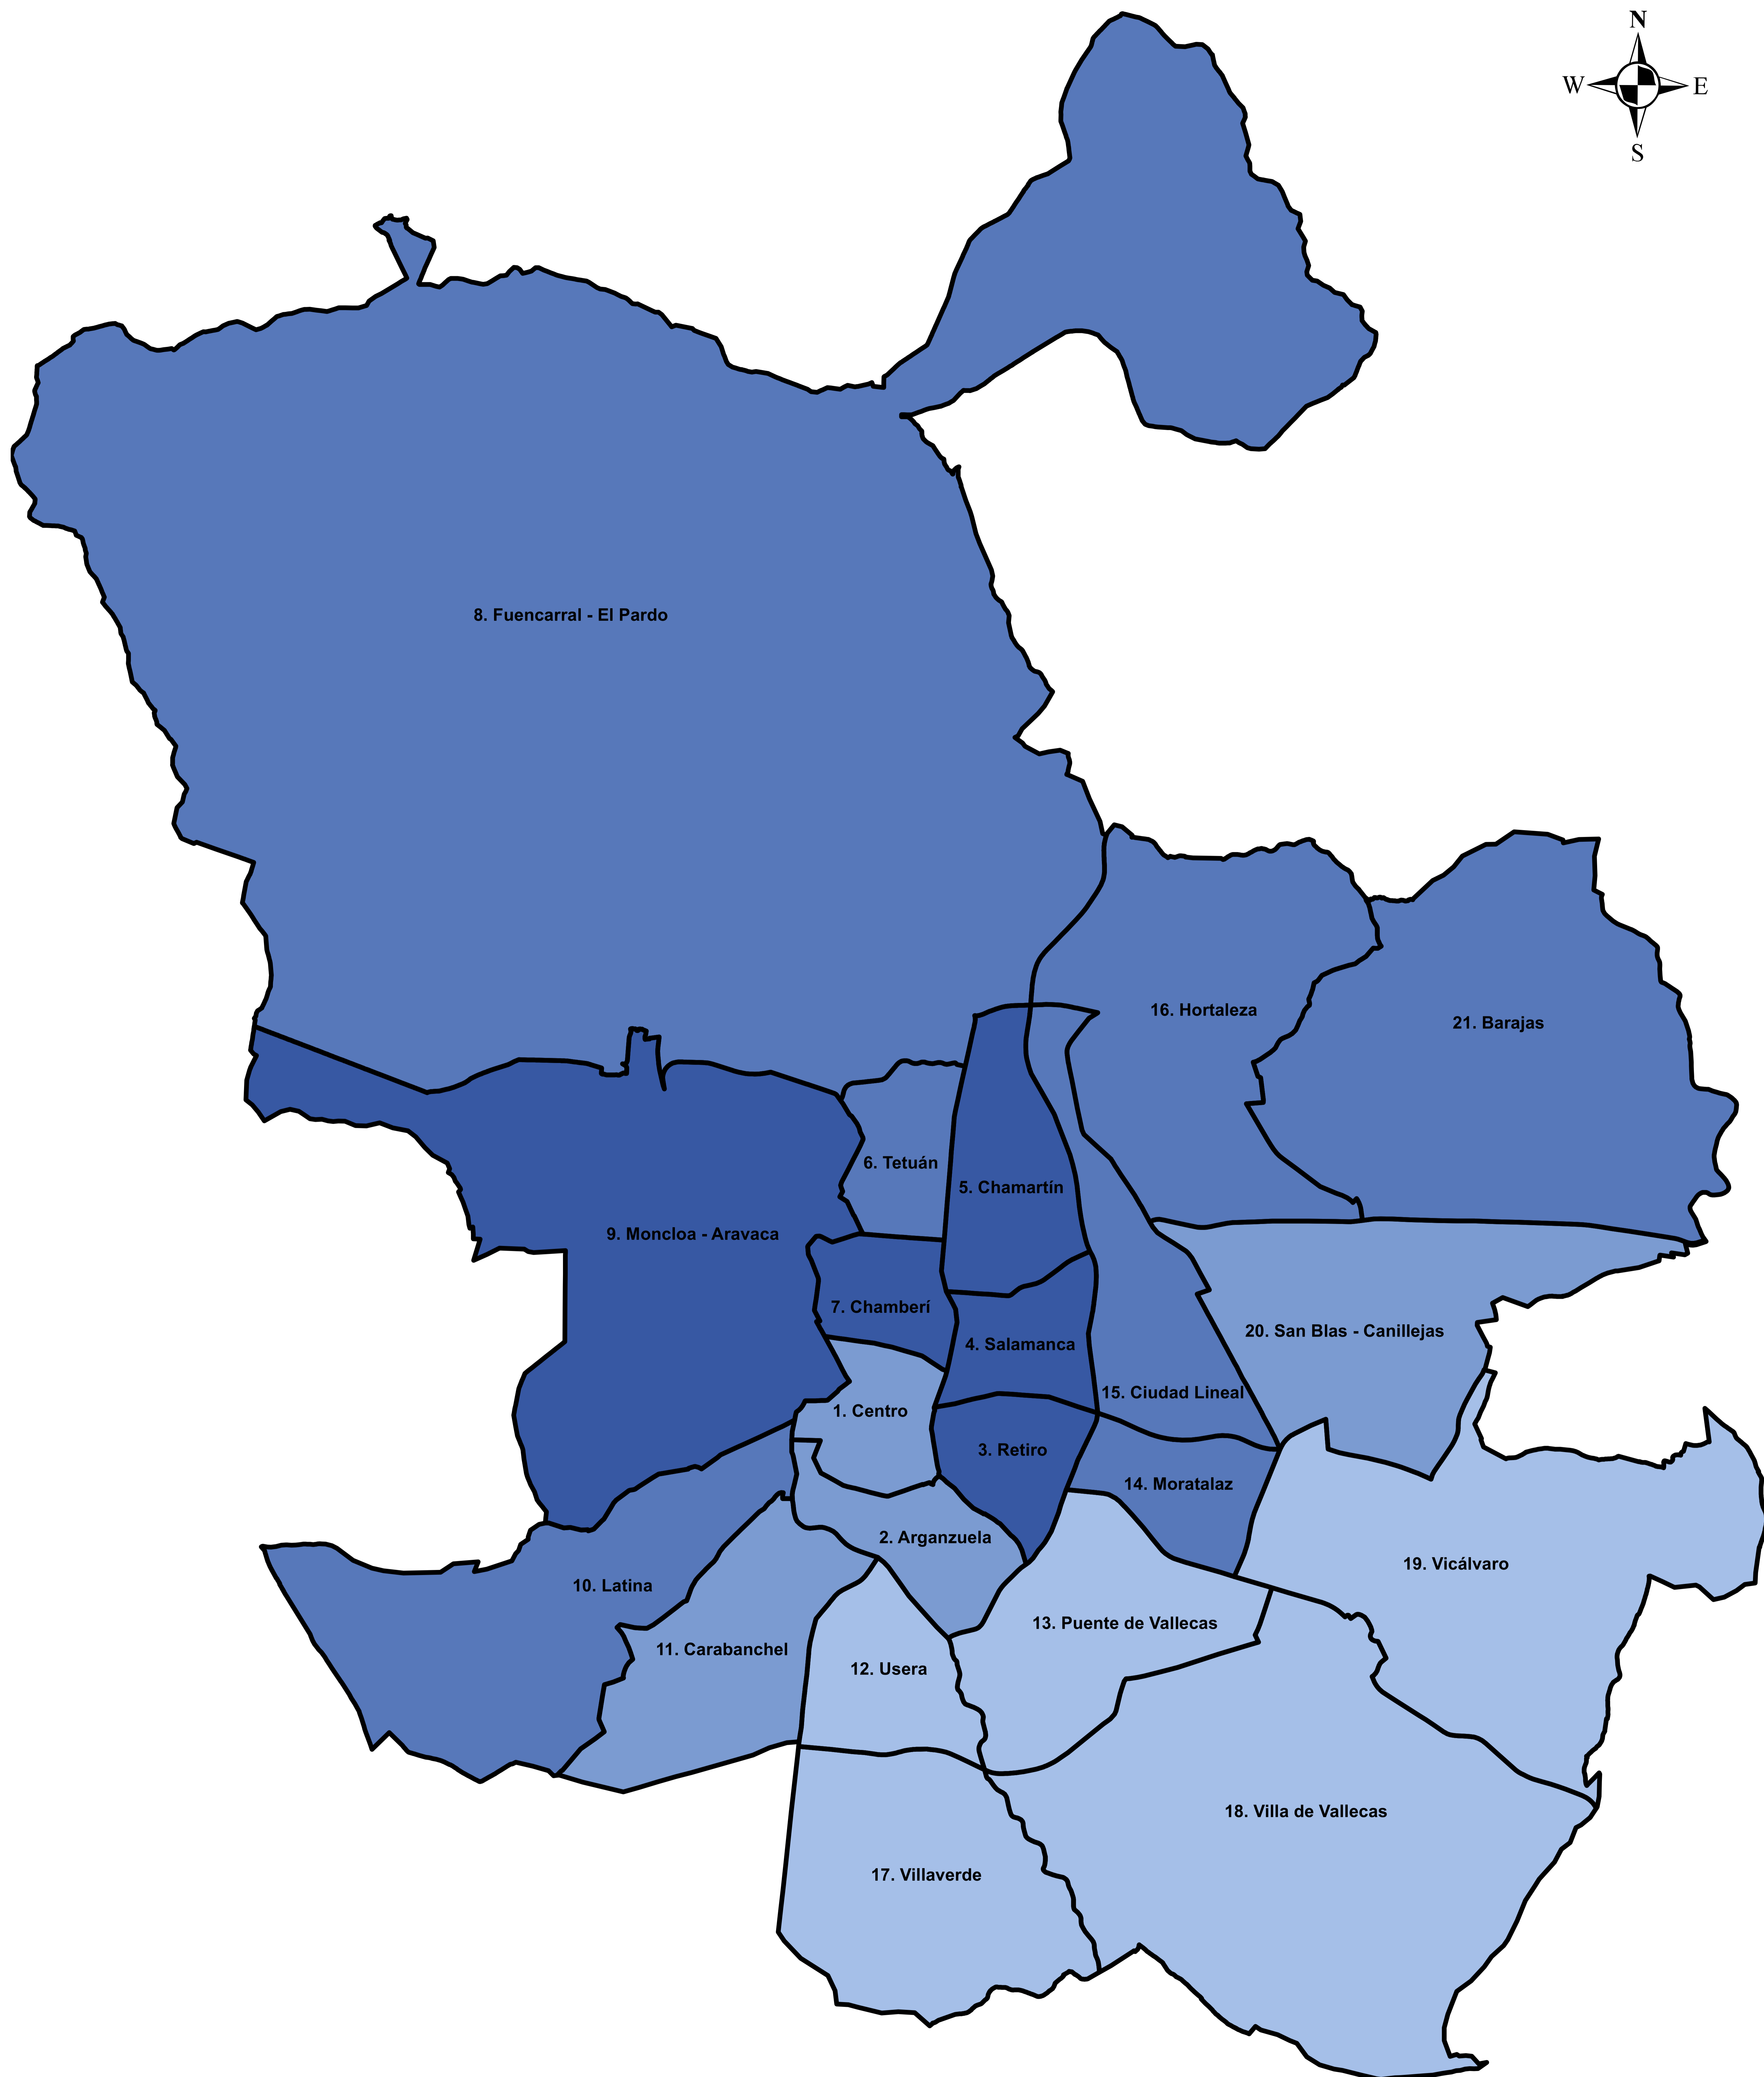 N
W E
S
8. Fuencarral - El Pardo
16. Hortaleza
21. Barajas
6. Tetuán
5. Chamartín
9. Moncloa - Aravaca
7. Chamberí
20. San Blas - Canillejas
4. Salamanca
15. Ciudad Lineal
1. Centro
3. Retiro
14. Moratalaz
2. Arganzuela
19. Vicálvaro
10. Latina
13. Puente de Vallecas
11. Carabanchel
12. Usera
18. Villa de Vallecas
17. Villaverde